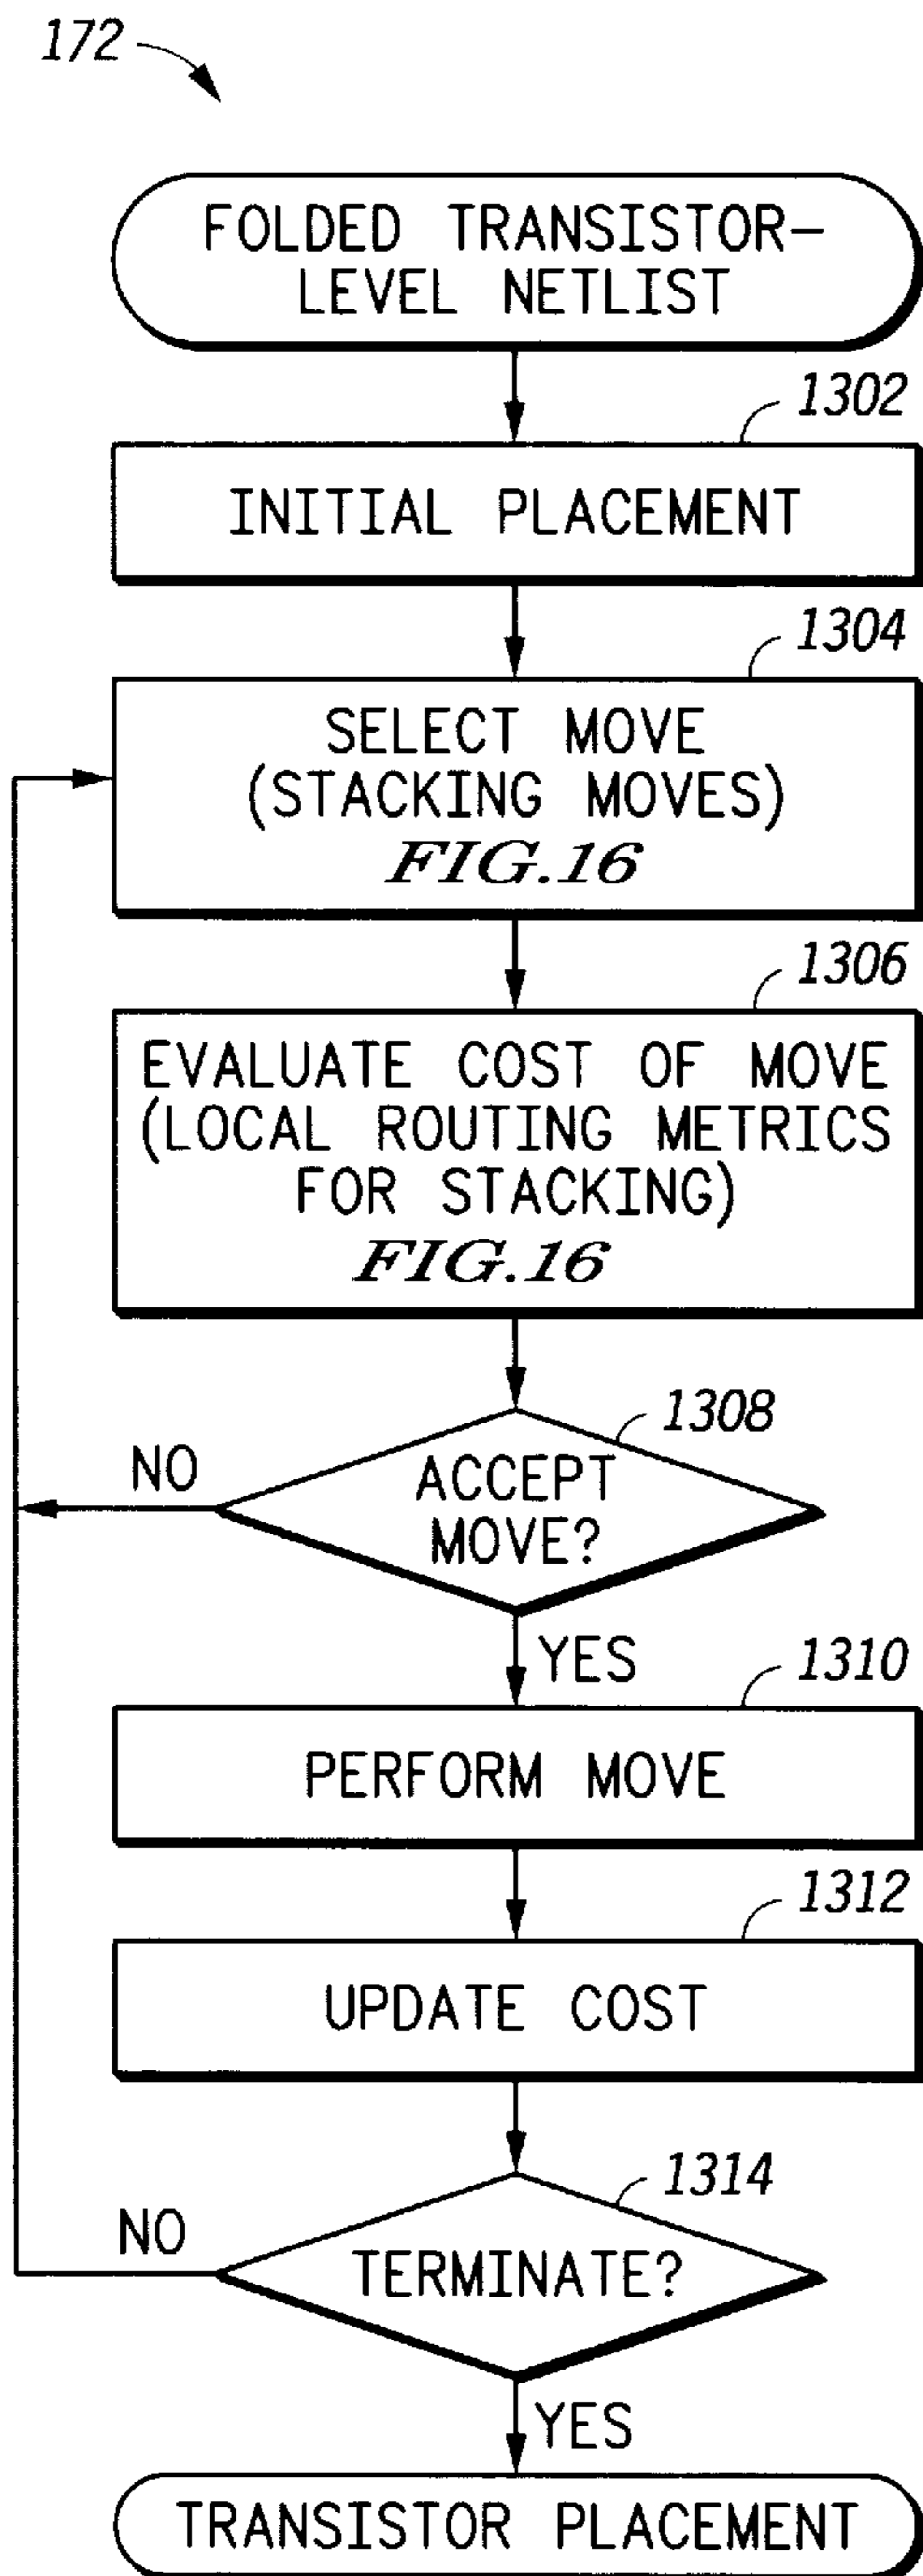 172
FOLDED TRANSISTOR-
LEVEL NETLIST
1302
INITIAL PLACEMENT
1304
SELECT MOVE
(STACKING MOVES)
FIG.16
1306
EVALUATE COST OF MOVE
(LOCAL ROUTING METRICS
FOR STACKING)
FIG.16
1308
NO
ACCEPT
MOVE?
YES
1310
PERFORM MOVE
1312
UPDATE COST
1314
NO
TERMINATE?
YES
TRANSISTOR PLACEMENT